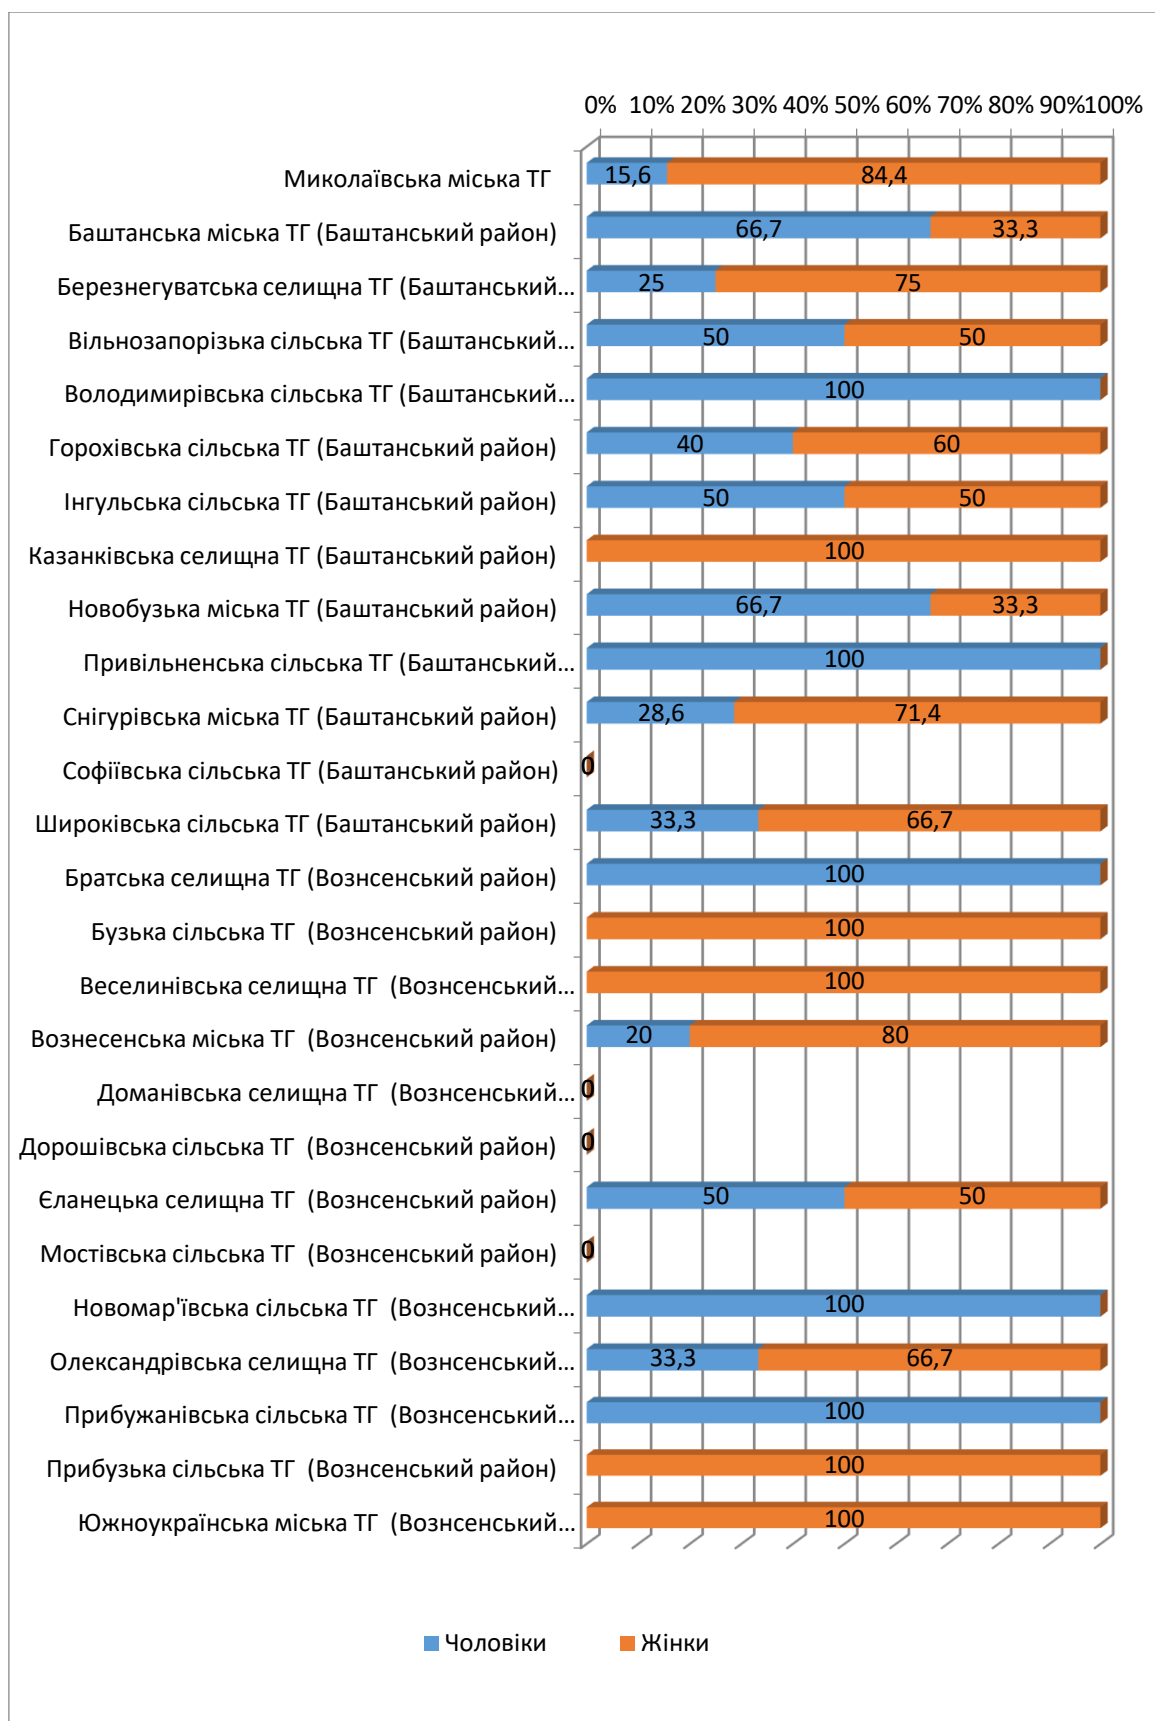 0% 10% 20% 30% 40% 50% 60% 70% 80% 90% 100%
Миколаївська міська ТГ 15,6 84,4
Баштанська міська ТГ (Баштанський район) 66,7 33,3
Березнегуватська селищна ТГ (Баштанський... 25 75
Вільнозапорізька сільська ТГ (Баштанський... 50 50
Володимирівська сільська ТГ (Баштанський... 100
Горохівська сільська ТГ (Баштанський район) 40 60
Інгульська сільська ТГ (Баштанський район) 50 50
Казанківська селищна ТГ (Баштанський район) 100
Новобузька міська ТГ (Баштанський район) 66,7 33,3
Привільненська сільська ТГ (Баштанський... 100
Снігурівська міська ТГ (Баштанський район) 28,6 71,4
Софіївська сільська ТГ (Баштанський район) 0
Широківська сільська ТГ (Баштанський район) 33,3 66,7
Братська селищна ТГ (Вознсенський район) 100
Бузька сільська ТГ (Вознсенський район) 100
Веселинівська селищна ТГ (Вознсенський... 100
Вознесенська міська ТГ (Вознсенський район) 20 80
Доманівська селищна ТГ (Вознсенський... 0
Дорошівська сільська ТГ (Вознсенський район) 0
Єланецька селищна ТГ (Вознсенський район) 50 50
Мостівська сільська ТГ (Вознсенський район) 0
Новомар'ївська сільська ТГ (Вознсенський... 100
Олександрівська селищна ТГ (Вознсенський... 33,3 66,7
Прибужанівська сільська ТГ (Вознсенський... 100
Прибузька сільська ТГ (Вознсенський район) 100
Южноукраїнська міська ТГ (Вознсенський... 100
Чоловіки Жінки